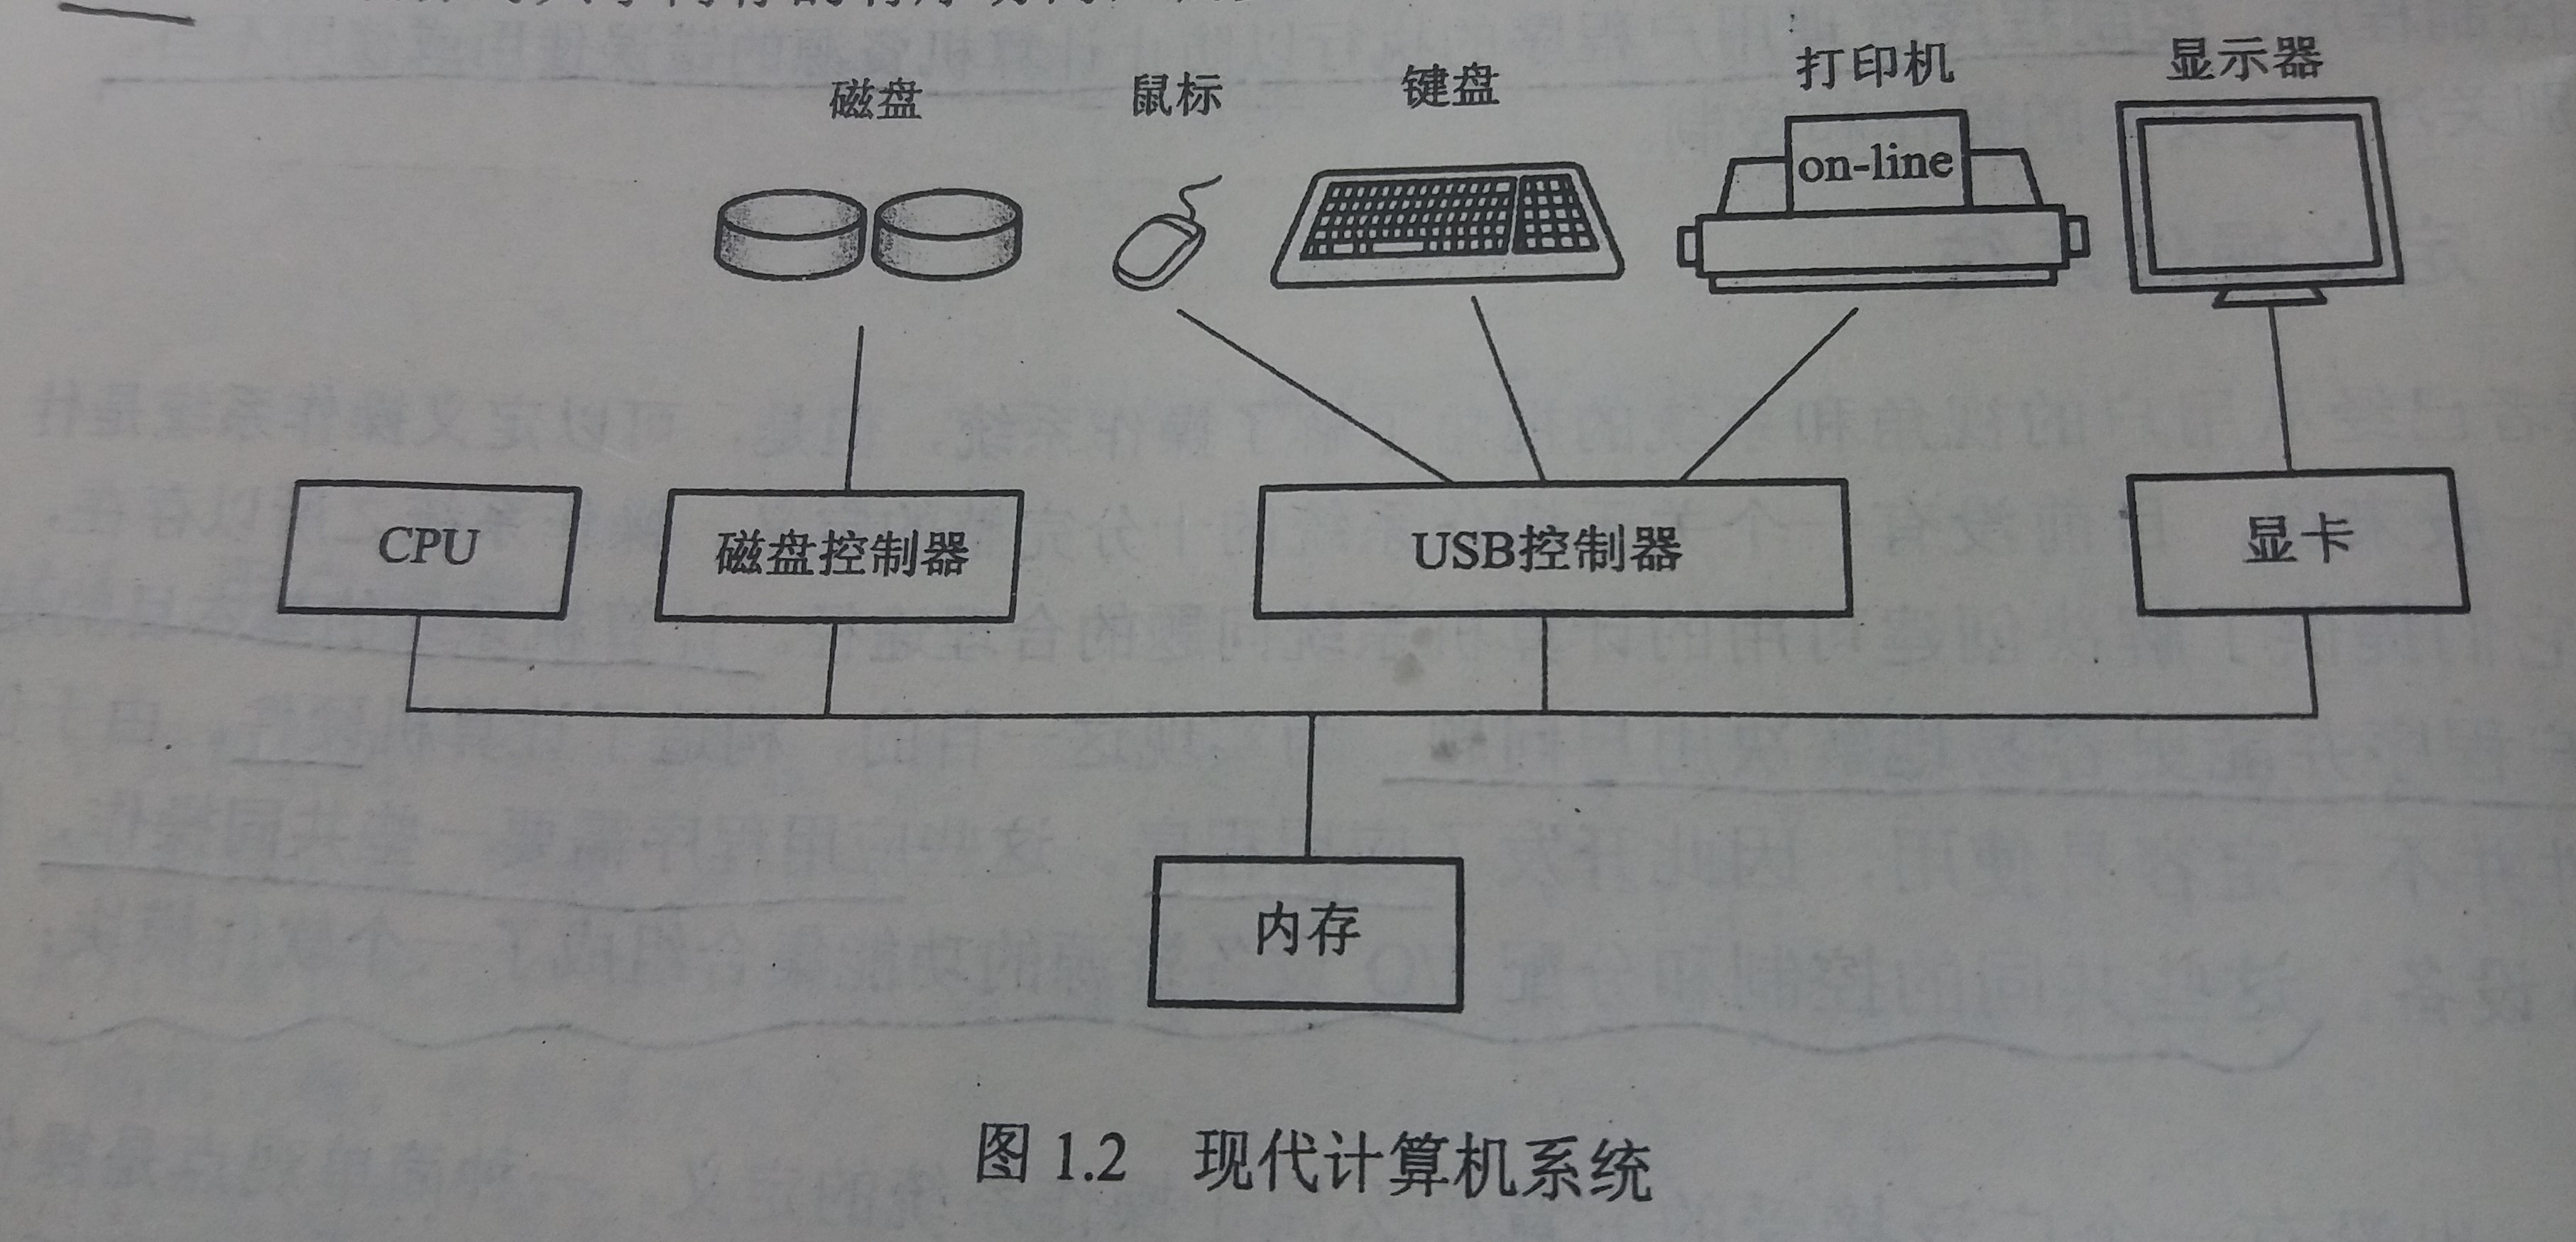 磁盘
鼠标
键盘
打印机
显示器
on-line
CPU
磁盘控制器
USB控制器
显卡
内存
图 1.2 现代计算机系统